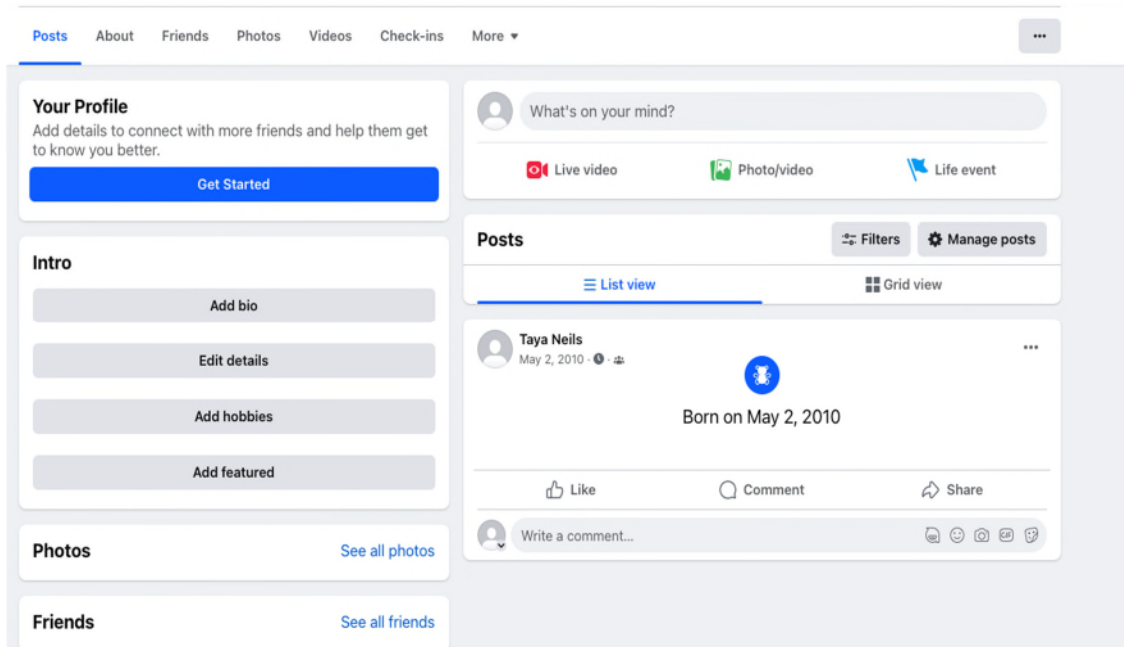 Posts About Friends Photos Videos Check-ins More ▾ •••
Your Profile
Add details to connect with more friends and help them get
to know you better.
Get Started
Intro
Add bio
Edit details
Add hobbies
Add featured
Photos See all photos
Friends See all friends
What's on your mind?
Live video Photo/video Life event
Posts Filters Manage posts
List view Grid view
Taya Neils
May 2, 2010 · ·
Born on May 2, 2010
Like Comment Share
Write a comment...
GIF